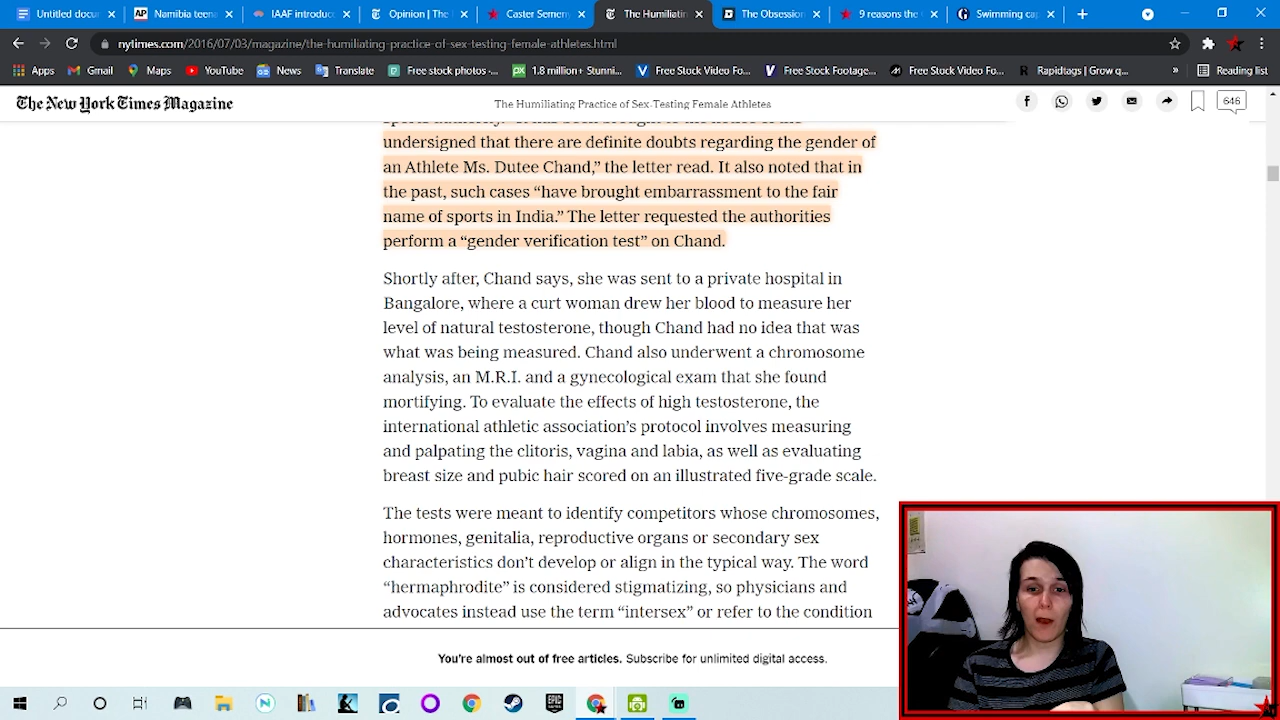 Untitled docu
Namibia teena
IAAF introduc
Opinion | The
Caster Semeny
The Humiliatin
The Obsession
9 reasons the
Swimming cap
nytimes.com/2016/07/03/magazine/the-humiliating-practice-of-sex-testing-female-athletes.html
Apps
Gmail
Maps
YouTube
News
Translate
Free stock photos -...
1.8 million+ Stunni...
Free Stock Video Fo...
Free Stock Footage...
Free Stock Video Fo...
Rapidtags | Grow q...
»
Reading list
The New York Times Magazine
The Humiliating Practice of Sex-Testing Female Athletes
646
undersigned that there are definite doubts regarding the gender of
an Athlete Ms. Dutee Chand,” the letter read. It also noted that in
the past, such cases “have brought embarrassment to the fair
name of sports in India.” The letter requested the authorities
perform a “gender verification test” on Chand.
Shortly after, Chand says, she was sent to a private hospital in
Bangalore, where a curt woman drew her blood to measure her
level of natural testosterone, though Chand had no idea that was
what was being measured. Chand also underwent a chromosome
analysis, an M.R.I. and a gynecological exam that she found
mortifying. To evaluate the effects of high testosterone, the
international athletic association’s protocol involves measuring
and palpating the clitoris, vagina and labia, as well as evaluating
breast size and pubic hair scored on an illustrated five-grade scale.
The tests were meant to identify competitors whose chromosomes,
hormones, genitalia, reproductive organs or secondary sex
characteristics don’t develop or align in the typical way. The word
“hermaphrodite” is considered stigmatizing, so physicians and
advocates instead use the term “intersex” or refer to the condition
You’re almost out of free articles. Subscribe for unlimited digital access.